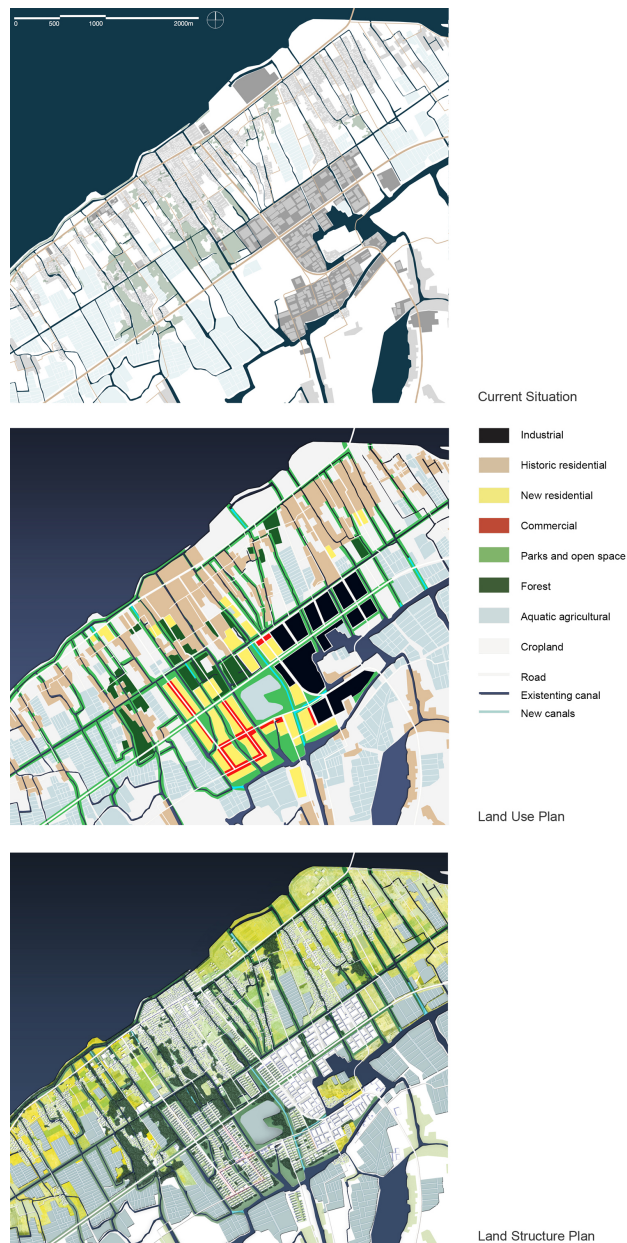 0 500 1000 2000m
Current Situation
Industrial
Historic residential
New residential
Commercial
Parks and open space
Forest
Aquatic agricultural
Cropland
Road
Existenting canal
New canals
Land Use Plan
Land Structure Plan